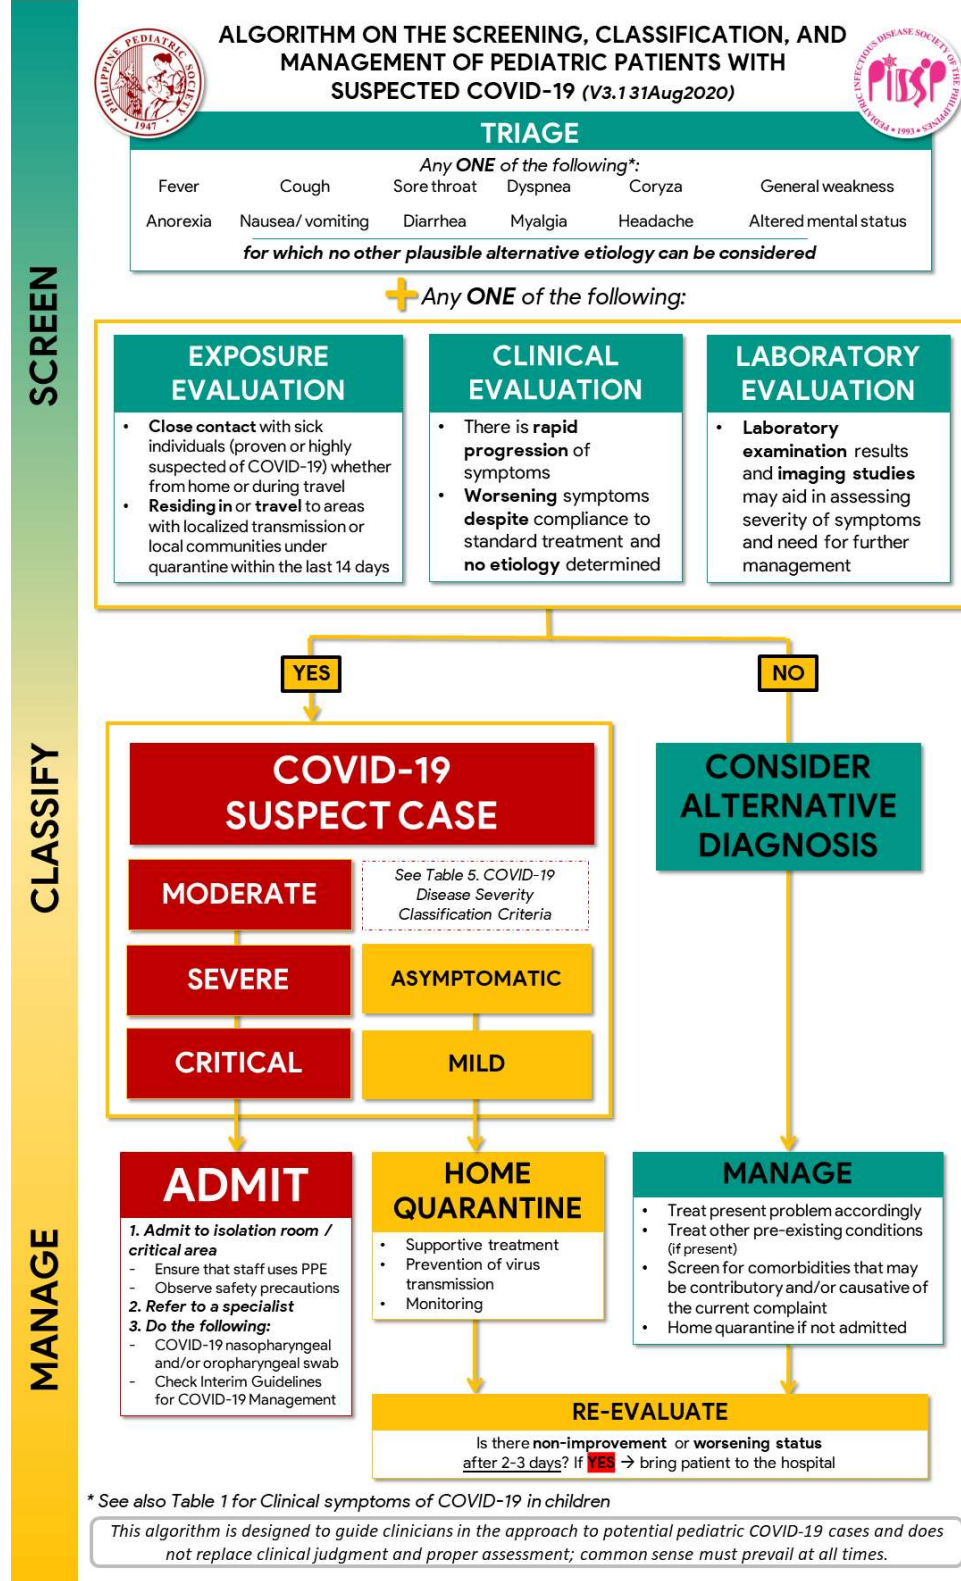 ALGORITHM ON THE SCREENING, CLASSIFICATION, AND
MANAGEMENT OF PEDIATRIC PATIENTS WITH
SUSPECTED COVID-19 (V3.1 31Aug2020)
PHILIPPINE PEDIATRIC SOCIETY
• 1947 •
PEDIATRIC INFECTIOUS DISEASE SOCIETY OF THE PHILIPPINES
PIDSP
• 1993 •
SCREEN
TRIAGE
Any ONE of the following*:
Fever Cough Sore throat Dyspnea Coryza General weakness
Anorexia Nausea/ vomiting Diarrhea Myalgia Headache Altered mental status
for which no other plausible alternative etiology can be considered
+ Any ONE of the following:
EXPOSURE
EVALUATION
• Close contact with sick
individuals (proven or highly
suspected of COVID-19) whether
from home or during travel
• Residing in or travel to areas
with localized transmission or
local communities under
quarantine within the last 14 days
CLINICAL
EVALUATION
• There is rapid
progression of
symptoms
• Worsening symptoms
despite compliance to
standard treatment and
no etiology determined
LABORATORY
EVALUATION
• Laboratory
examination results
and imaging studies
may aid in assessing
severity of symptoms
and need for further
management
YES
NO
CLASSIFY
COVID-19
SUSPECT CASE
MODERATE
SEVERE
CRITICAL
See Table 5. COVID-19
Disease Severity
Classification Criteria
ASYMPTOMATIC
MILD
CONSIDER
ALTERNATIVE
DIAGNOSIS
MANAGE
ADMIT
1. Admit to isolation room /
critical area
- Ensure that staff uses PPE
- Observe safety precautions
2. Refer to a specialist
3. Do the following:
- COVID-19 nasopharyngeal
and/or oropharyngeal swab
- Check Interim Guidelines
for COVID-19 Management
HOME
QUARANTINE
• Supportive treatment
• Prevention of virus
transmission
• Monitoring
MANAGE
• Treat present problem accordingly
• Treat other pre-existing conditions
(if present)
• Screen for comorbidities that may
be contributory and/or causative of
the current complaint
• Home quarantine if not admitted
RE-EVALUATE
Is there non-improvement or worsening status
after 2-3 days? If YES → bring patient to the hospital
* See also Table 1 for Clinical symptoms of COVID-19 in children
This algorithm is designed to guide clinicians in the approach to potential pediatric COVID-19 cases and does
not replace clinical judgment and proper assessment; common sense must prevail at all times.